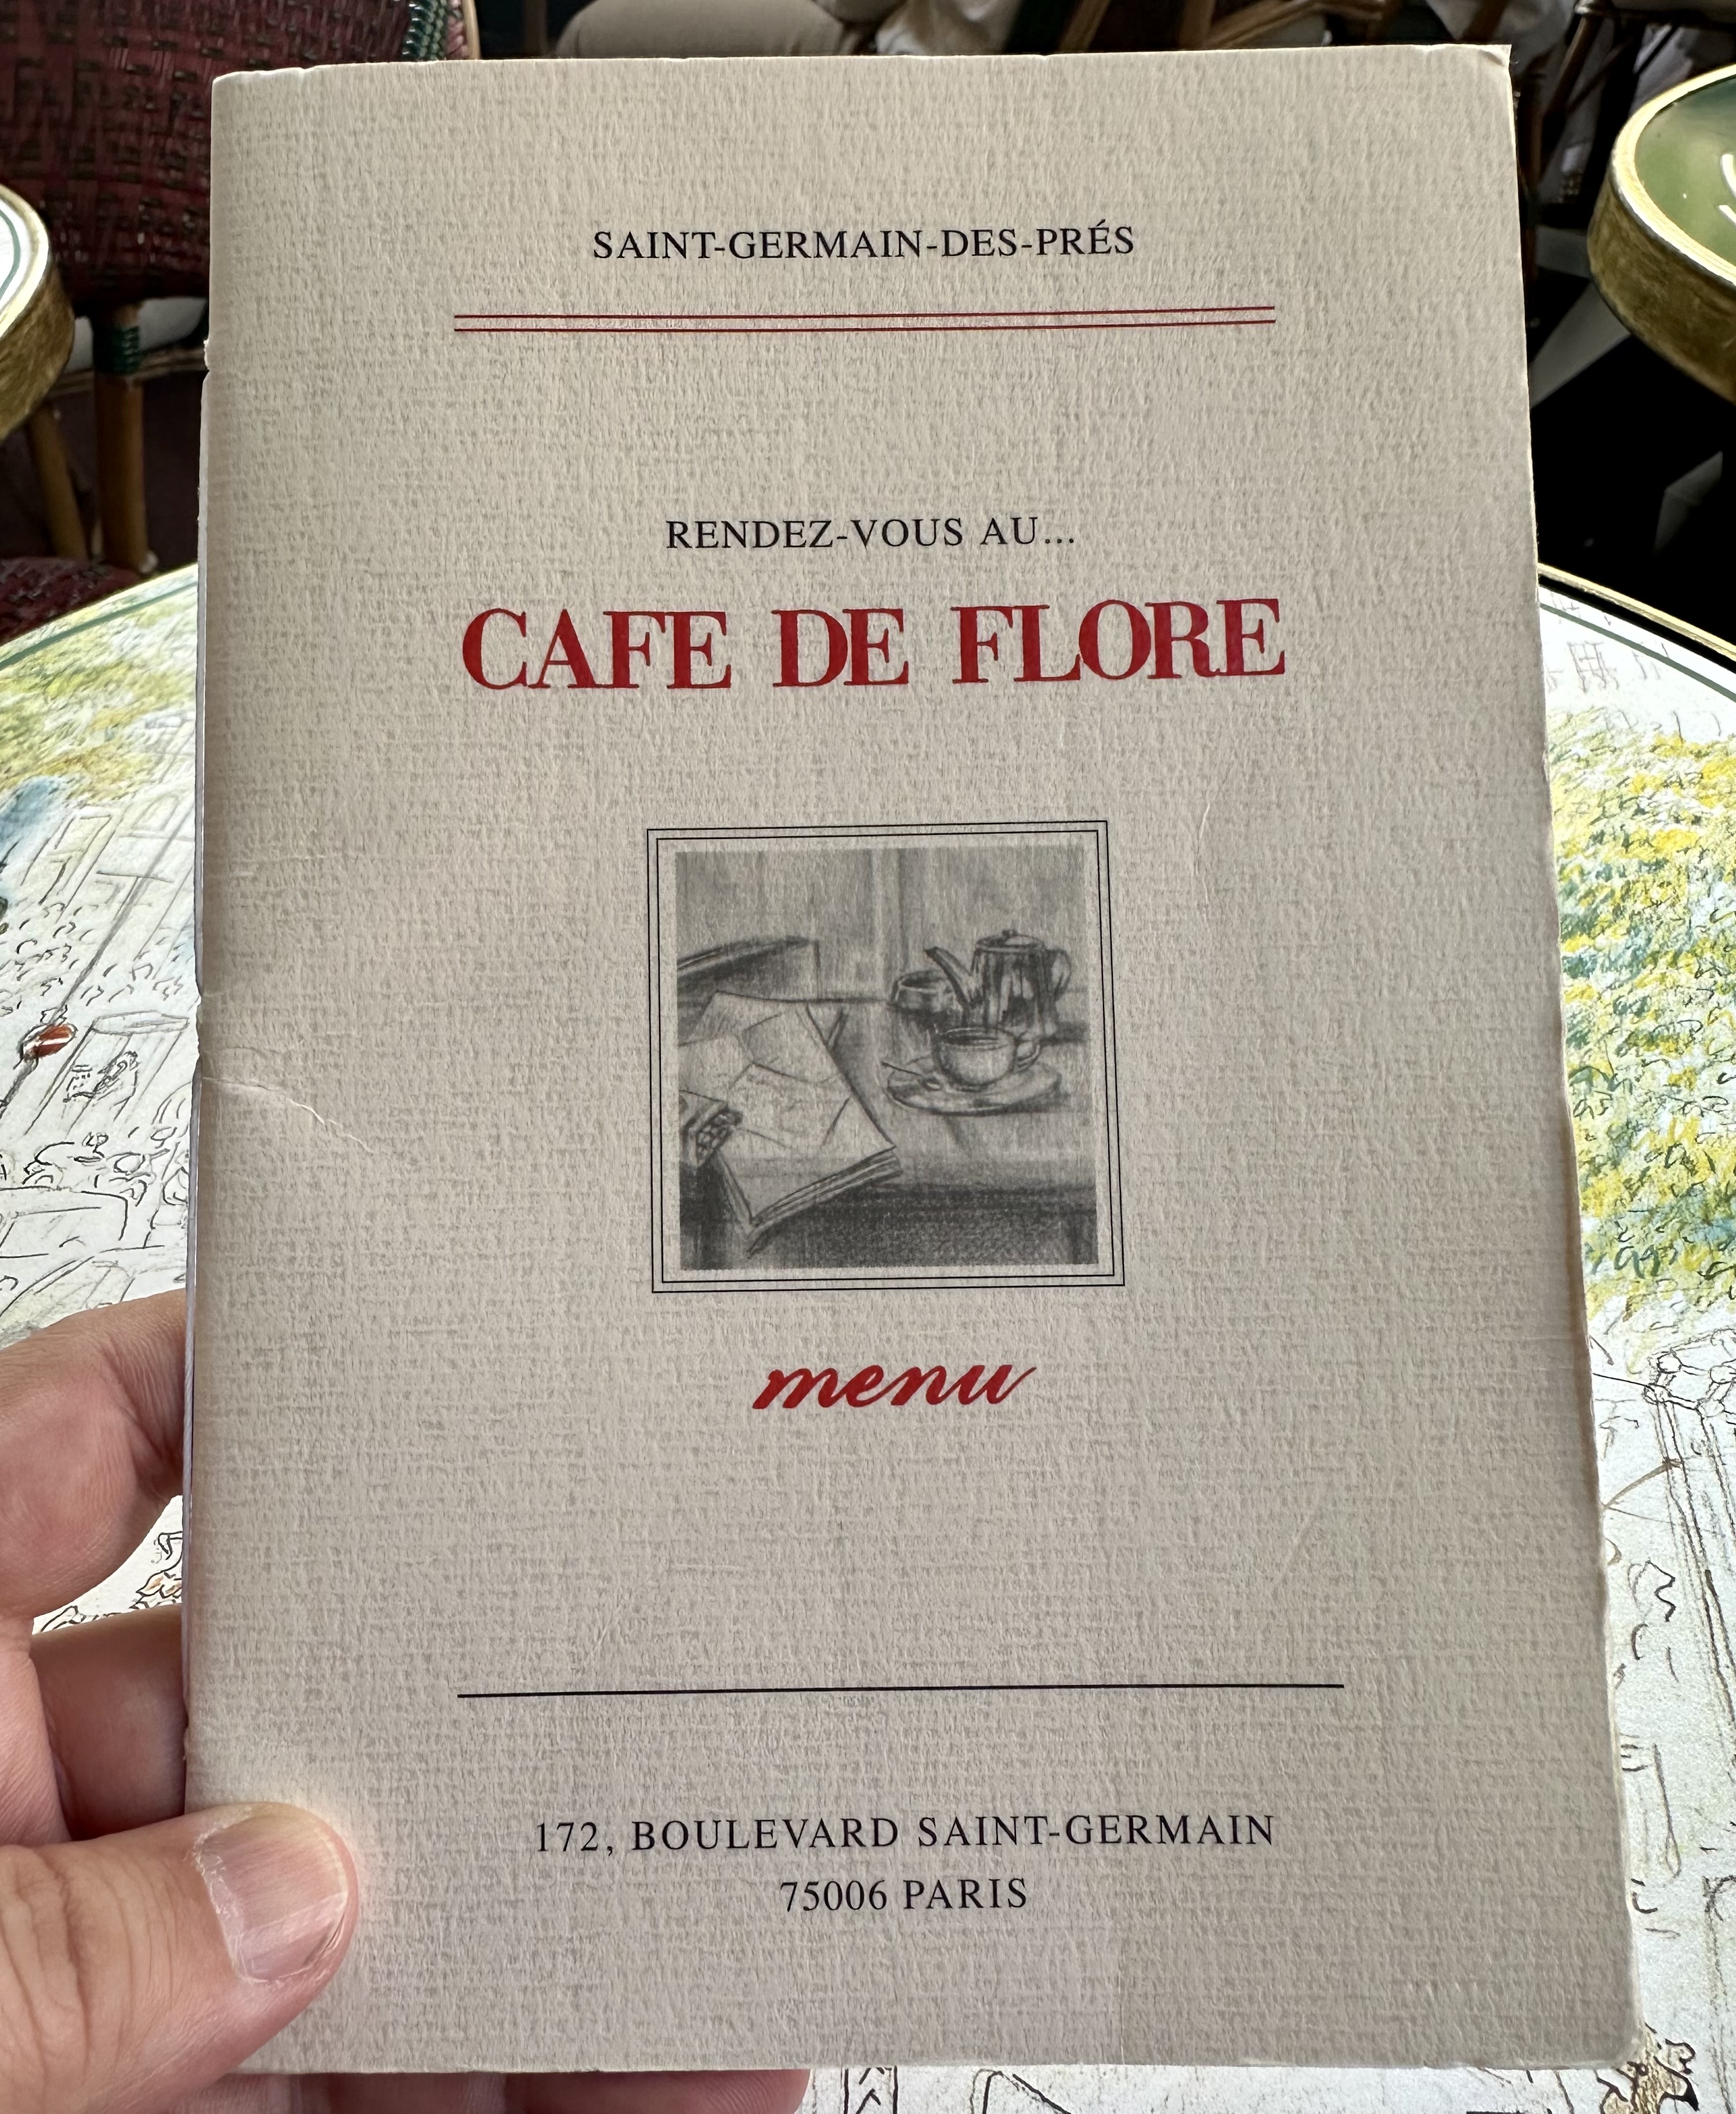 SAINT-GERMAIN-DES-PRÉS
RENDEZ-VOUS AU...
CAFE DE FLORE
menu
172, BOULEVARD SAINT-GERMAIN
75006 PARIS